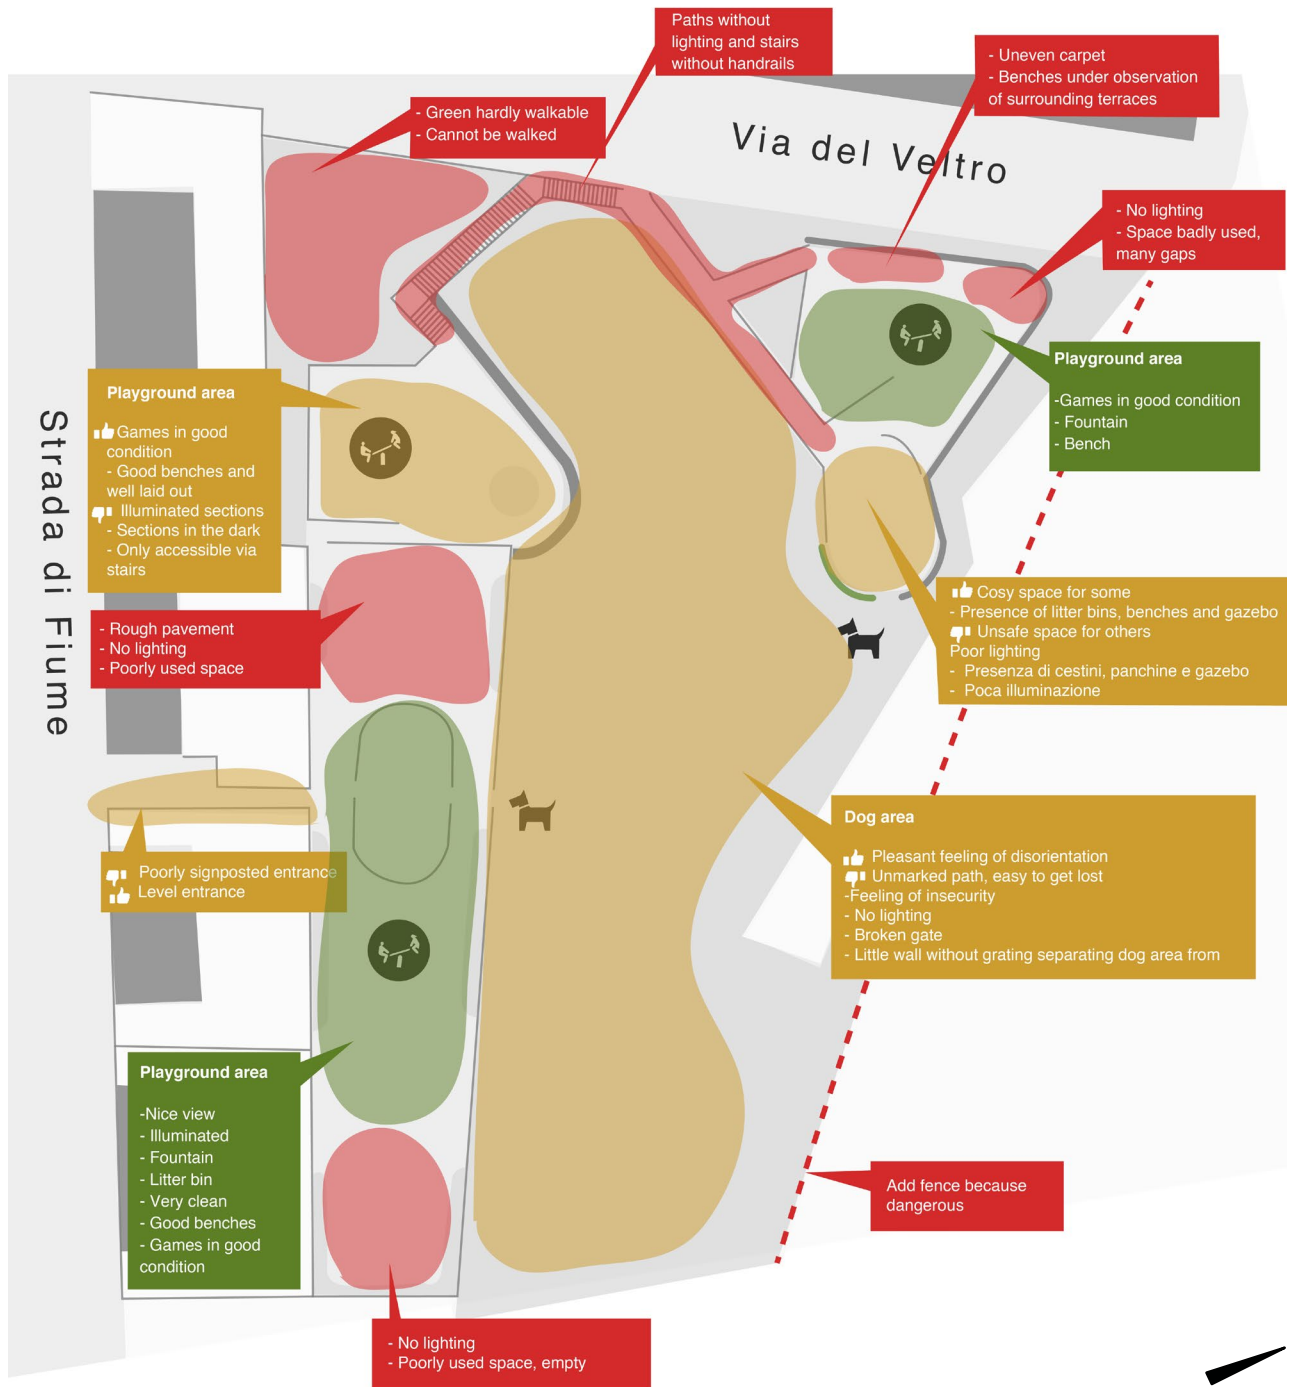 Paths without
lighting and stairs
without handrails
- Uneven carpet
- Benches under observation
of surrounding terraces
- Green hardly walkable
- Cannot be walked
Via del Veltro
- No lighting
- Space badly used,
many gaps
Playground area
-Games in good condition
- Fountain
- Bench
Strada di Fiume
Playground area
Games in good
condition
- Good benches and
well laid out
Illuminated sections
- Sections in the dark
- Only accessible via
stairs
- Rough pavement
- No lighting
- Poorly used space
Cosy space for some
- Presence of litter bins, benches and gazebo
Unsafe space for others
Poor lighting
- Presenza di cestini, panchine e gazebo
- Poca illuminazione
Poorly signposted entrance
Level entrance
Dog area
Pleasant feeling of disorientation
Unmarked path, easy to get lost
-Feeling of insecurity
- No lighting
- Broken gate
- Little wall without grating separating dog area from
Playground area
-Nice view
- Illuminated
- Fountain
- Litter bin
- Very clean
- Good benches
- Games in good
condition
Add fence because
dangerous
- No lighting
- Poorly used space, empty